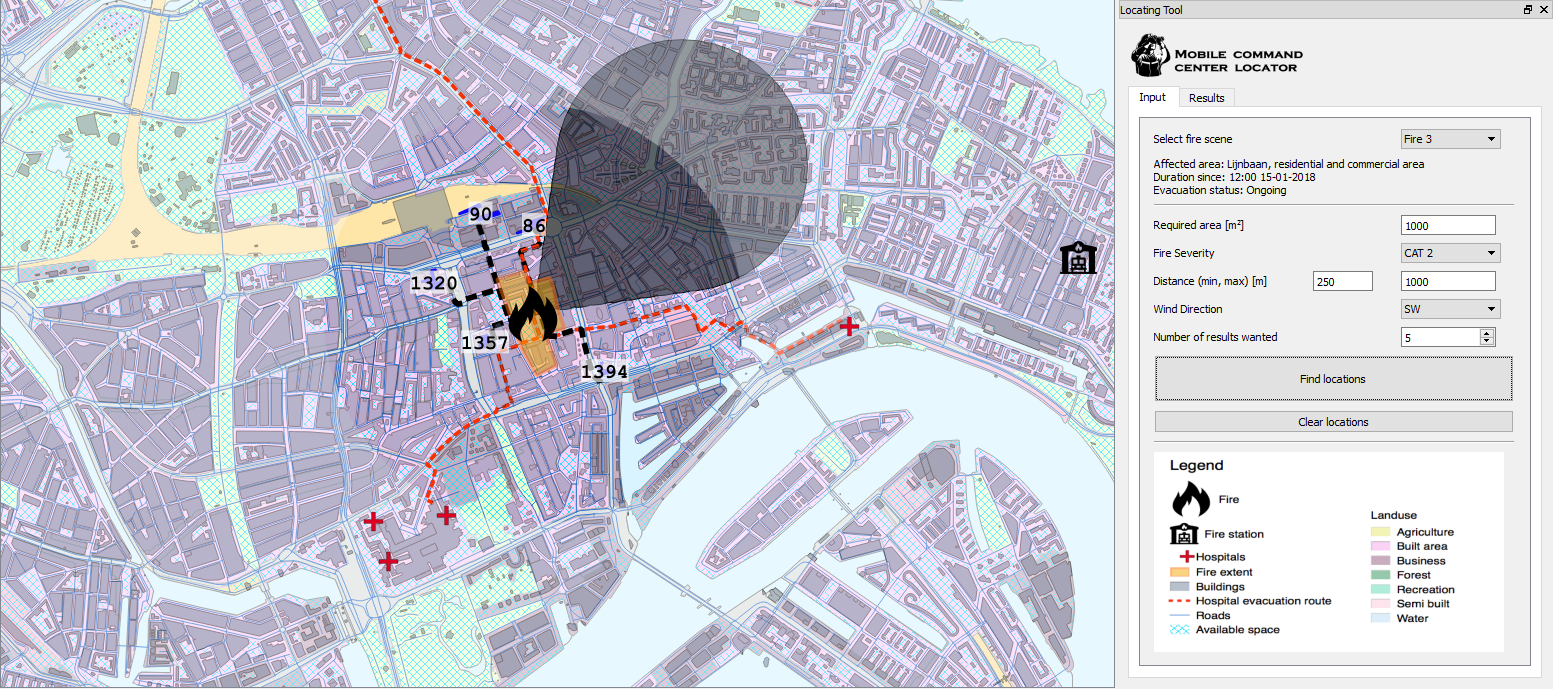 90
86
1320
1357
1394
Locating Tool
MOBILE COMMAND
CENTER LOCATOR
Input
Results
Select fire scene
Fire 3
Affected area: Lijnbaan, residential and commercial area
Duration since: 12:00 15-01-2018
Evacuation status: Ongoing
Required area [m²]
1000
Fire Severity
CAT 2
Distance (min, max) [m]
250
1000
Wind Direction
SW
Number of results wanted
5
Find locations
Clear locations
Legend
Fire
Fire station
Hospitals
Fire extent
Buildings
Hospital evacuation route
Roads
Available space
Landuse
Agriculture
Built area
Business
Forest
Recreation
Semi built
Water